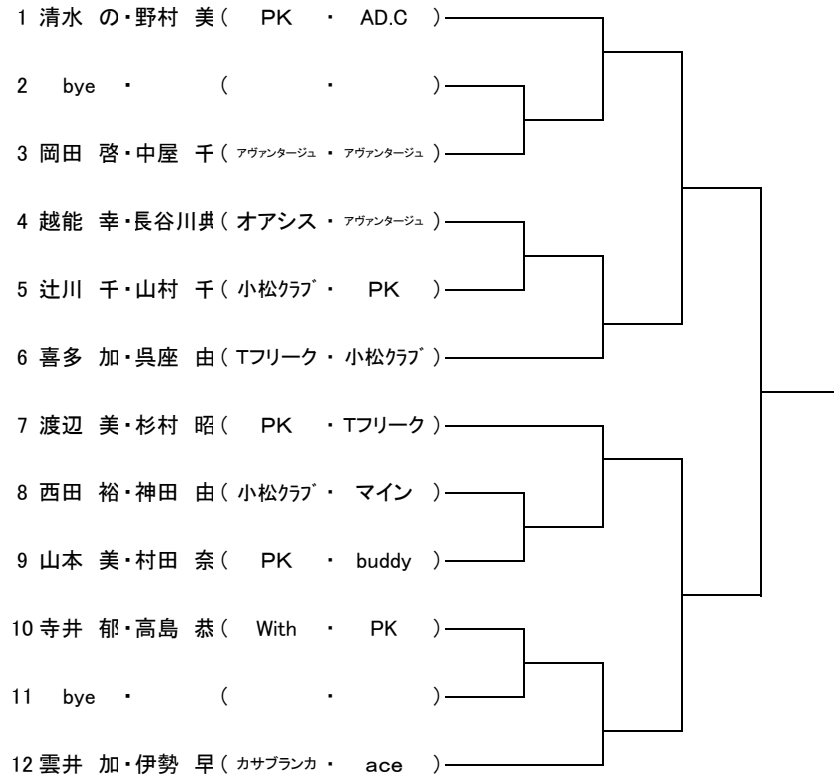 1 清水 の・野村 美( PK ・ AD.C )
2 bye ・ ( ・ )
3 岡田 啓・中屋 千( アヴァンタージュ ・ アヴァンタージュ )
4 越能 幸・長谷川典( オアシス ・ アヴァンタージュ )
5 辻川 千・山村 千( 小松クラブ ・ PK )
6 喜多 加・呉座 由( Tフリーク ・ 小松クラブ )
7 渡辺 美・杉村 昭( PK ・ Tフリーク )
8 西田 裕・神田 由( 小松クラブ ・ マイン )
9 山本 美・村田 奈( PK ・ buddy )
10 寺井 郁・高島 恭( With ・ PK )
11 bye ・ ( ・ )
12 雲井 加・伊勢 早( カサブランカ ・ ace )